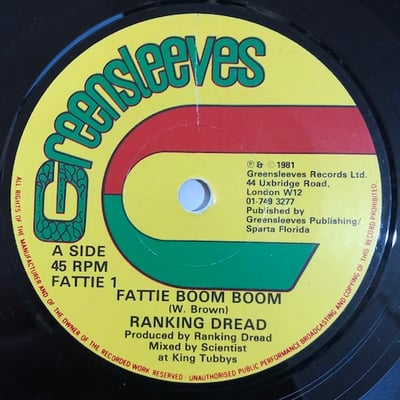 Greensleeves
℗ & © 1981
Greensleeves Records Ltd.
44 Uxbridge Road,
London W12
01-749 3277
Published by
Greensleeves Publishing/
Sparta Florida
A SIDE
45 RPM
FATTIE 1
FATTIE BOOM BOOM
(W. Brown)
RANKING DREAD
Produced by Ranking Dread
Mixed by Scientist
at King Tubbys
ALL RIGHTS OF THE MANUFACTURER AND OF THE OWNER OF THE RECORDED WORK RESERVED · UNAUTHORISED PUBLIC PERFORMANCE BROADCASTING AND COPYING OF THIS RECORD PROHIBITED.